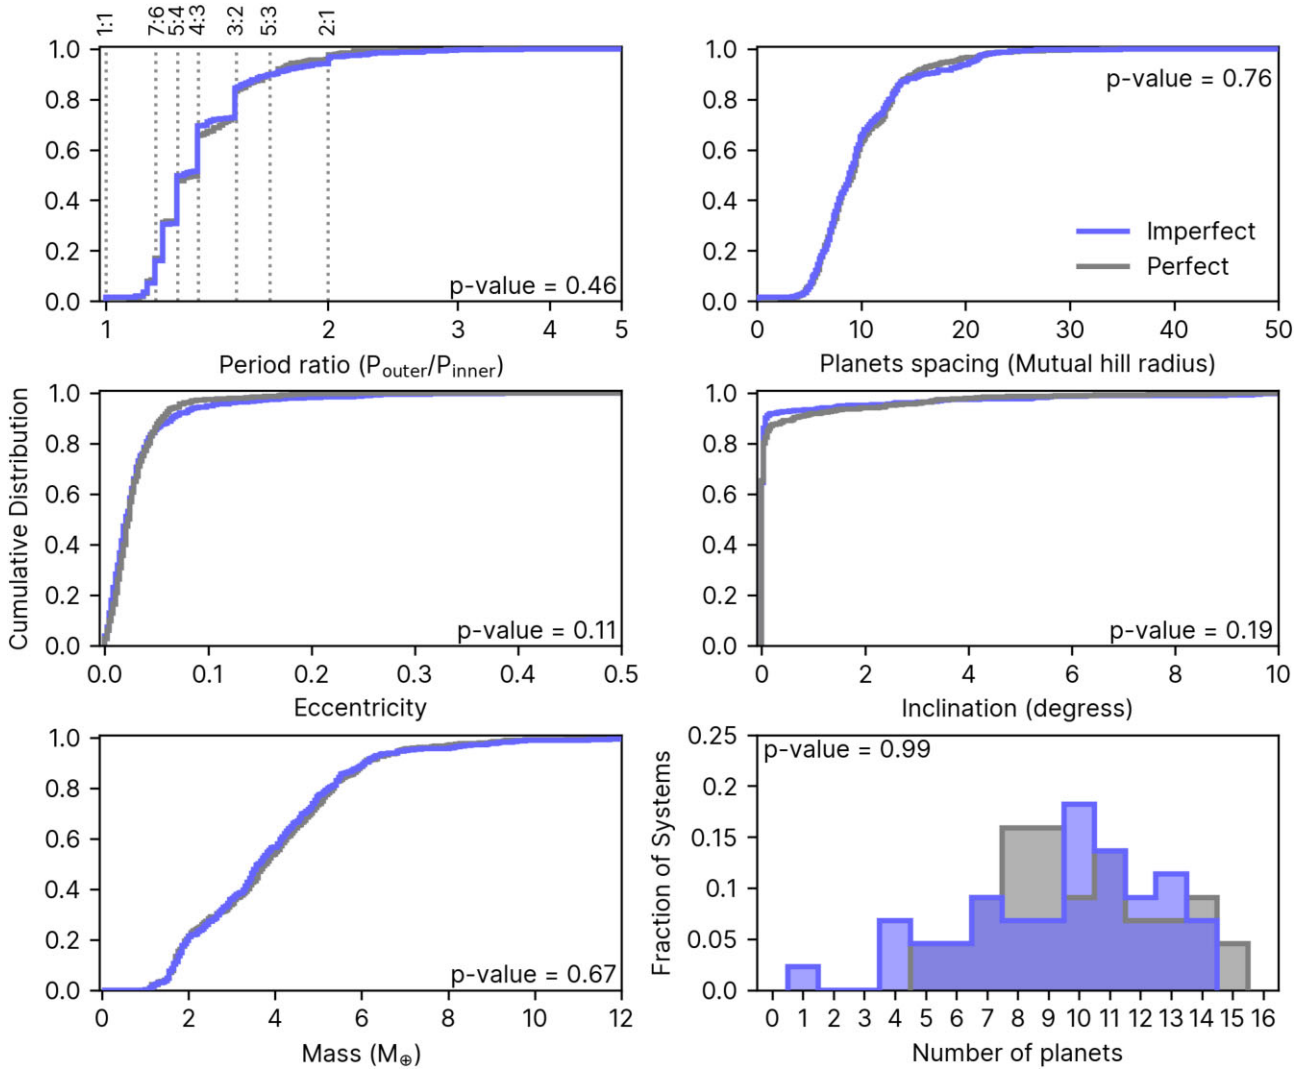 1:1 7:6 5:4 4:3 3:2 5:3 2:1
1.0
0.8
0.6
0.4
0.2
0.0
p-value = 0.46
1 2 3 4 5
Period ratio (P_outer/P_inner)
1.0
0.8
0.6
0.4
0.2
0.0
p-value = 0.76
Imperfect
Perfect
0 10 20 30 40 50
Planets spacing (Mutual hill radius)
Cumulative Distribution
1.0
0.8
0.6
0.4
0.2
0.0
p-value = 0.11
0.0 0.1 0.2 0.3 0.4 0.5
Eccentricity
1.0
0.8
0.6
0.4
0.2
0.0
p-value = 0.19
0 2 4 6 8 10
Inclination (degress)
1.0
0.8
0.6
0.4
0.2
0.0
p-value = 0.67
0 2 4 6 8 10 12
Mass (M⊕)
Fraction of Systems
0.25
0.2
0.15
0.1
0.05
0.0
p-value = 0.99
0 1 2 3 4 5 6 7 8 9 10 11 12 13 14 15 16
Number of planets